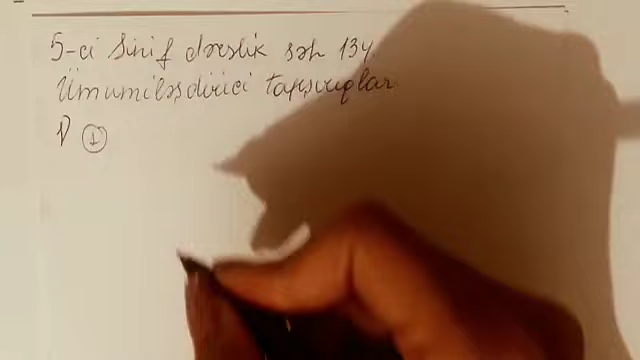 5-ci Sinif dərslik səh 134
Ümumiləşdirici tapşırıqlar
1